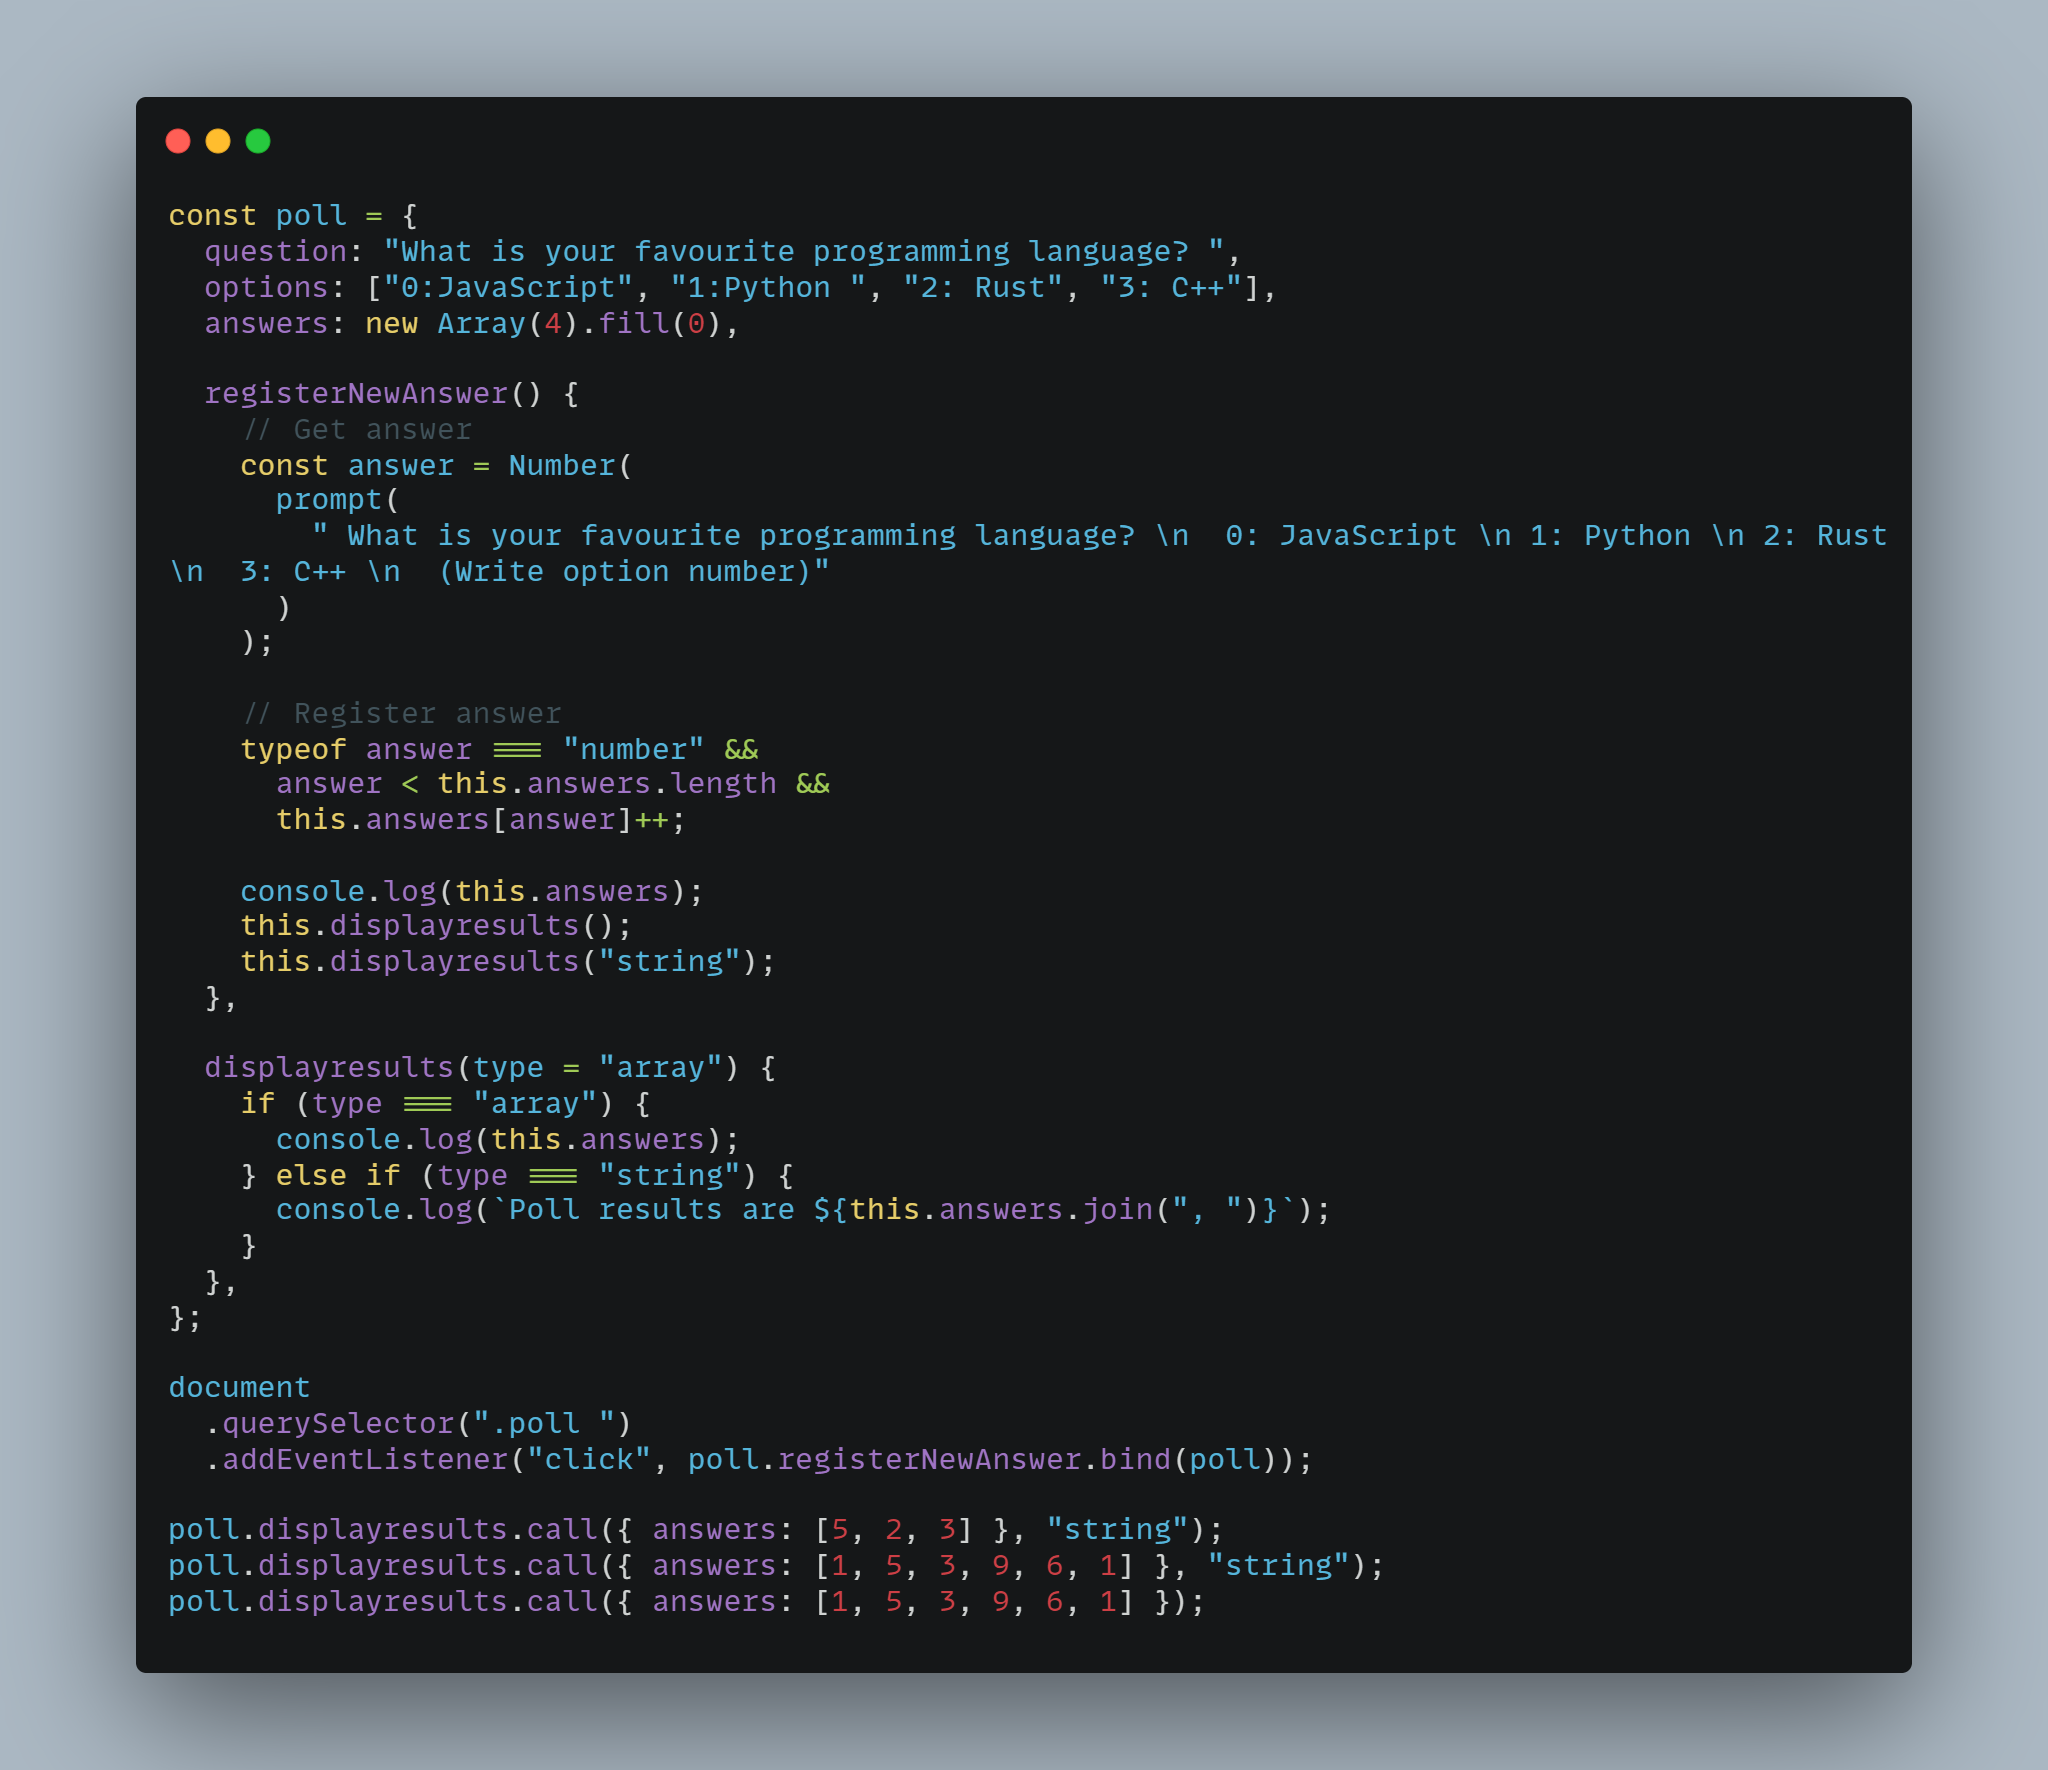 const poll = {
  question: "What is your favourite programming language? ",
  options: ["0:JavaScript", "1:Python ", "2: Rust", "3: C++"],
  answers: new Array(4).fill(0),

  registerNewAnswer() {
    // Get answer
    const answer = Number(
      prompt(
        " What is your favourite programming language? \n  0: JavaScript \n 1: Python \n 2: Rust
\n  3: C++ \n  (Write option number)"
      )
    );

    // Register answer
    typeof answer === "number" &&
      answer < this.answers.length &&
      this.answers[answer]++;

    console.log(this.answers);
    this.displayresults();
    this.displayresults("string");
  },

  displayresults(type = "array") {
    if (type === "array") {
      console.log(this.answers);
    } else if (type === "string") {
      console.log(`Poll results are ${this.answers.join(", ")}`);
    }
  },
};

document
  .querySelector(".poll ")
  .addEventListener("click", poll.registerNewAnswer.bind(poll));

poll.displayresults.call({ answers: [5, 2, 3] }, "string");
poll.displayresults.call({ answers: [1, 5, 3, 9, 6, 1] }, "string");
poll.displayresults.call({ answers: [1, 5, 3, 9, 6, 1] });